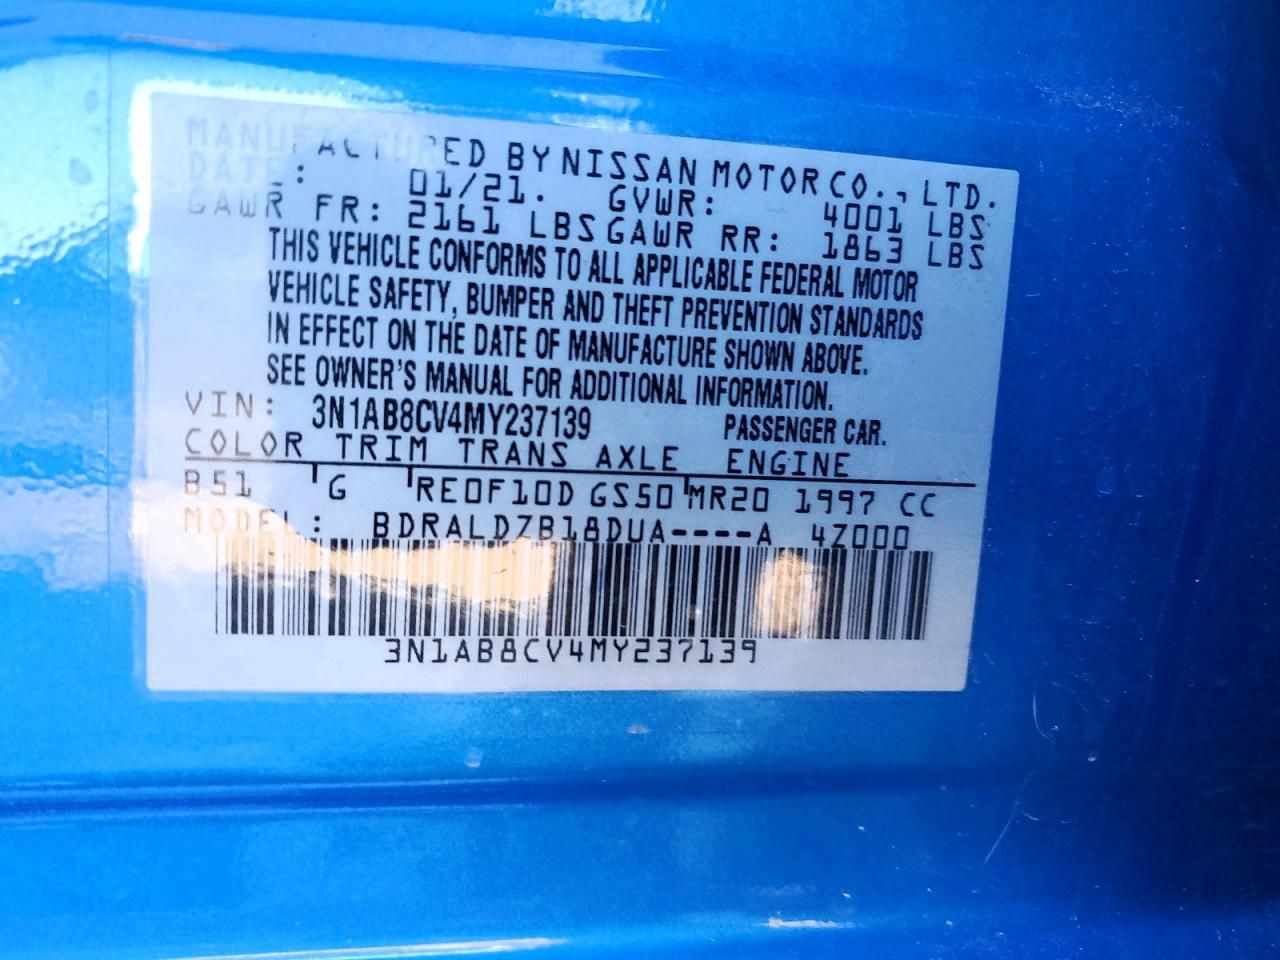 MANUFACTURED BY NISSAN MOTOR CO., LTD.
DATE: 01/21. GVWR: 4001 LBS
GAWR FR: 2161 LBS GAWR RR: 1863 LBS
THIS VEHICLE CONFORMS TO ALL APPLICABLE FEDERAL MOTOR
VEHICLE SAFETY, BUMPER AND THEFT PREVENTION STANDARDS
IN EFFECT ON THE DATE OF MANUFACTURE SHOWN ABOVE.
SEE OWNER'S MANUAL FOR ADDITIONAL INFORMATION.
VIN: 3N1AB8CV4MY237139 PASSENGER CAR.
COLOR TRIM TRANS AXLE ENGINE
B51 G RE0F10D GS50 MR20 1997 CC
MODEL: BDRALDZB18DUA----A 4Z000
3N1AB8CV4MY237139